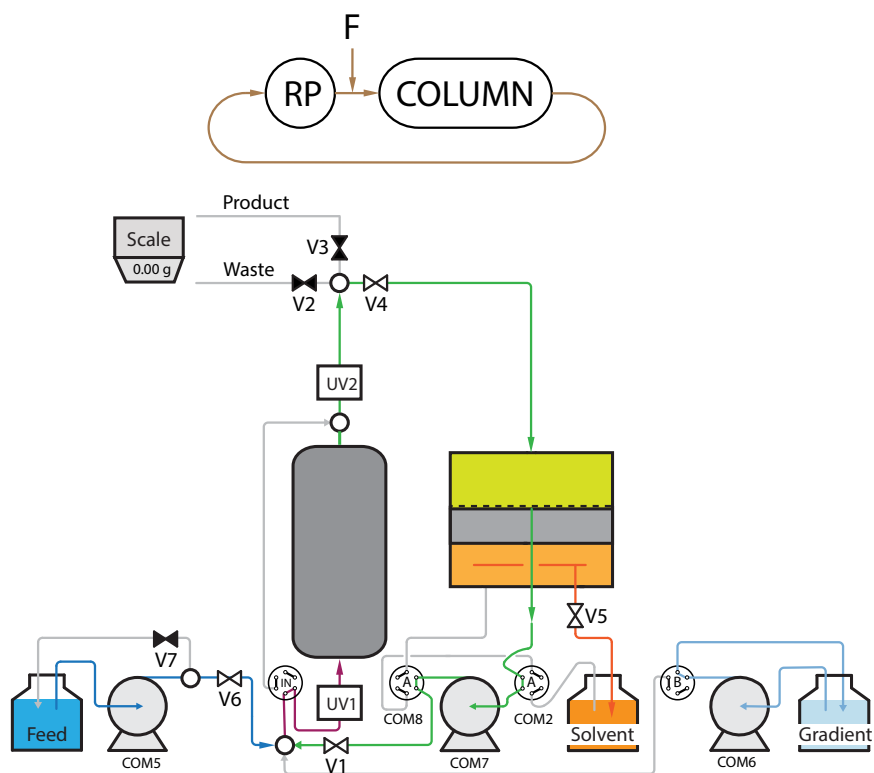 F
RP
COLUMN
Product
Scale
0.00 g
V3
Waste
V2
V4
UV2
V5
V7
V6
IN
A
A
B
UV1
COM8
COM2
Feed
Solvent
Gradient
COM5
V1
COM7
COM6